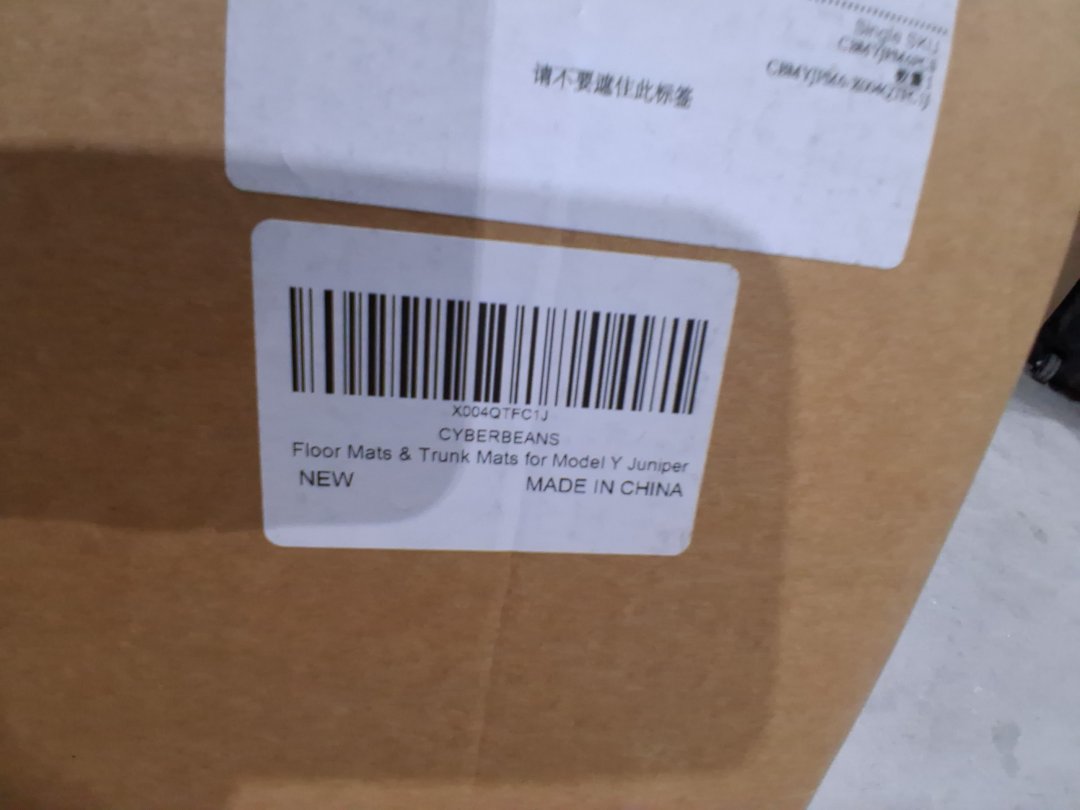 Single SKU
请不要遮住此标签
X004QTFC1J
CYBERBEANS
Floor Mats & Trunk Mats for Model Y Juniper
NEW
MADE IN CHINA